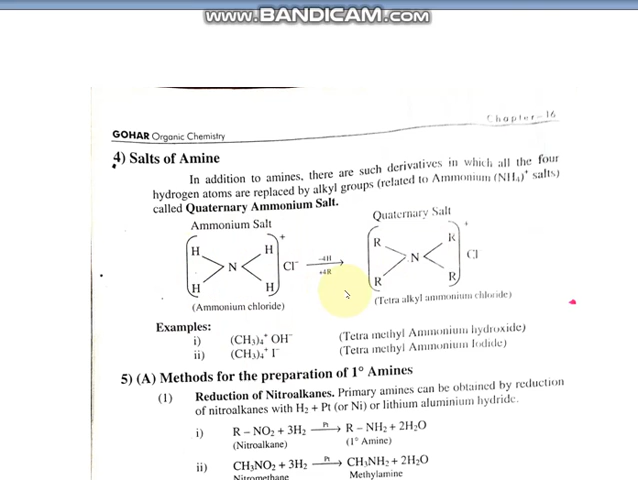 www.BANDICAM.com
Chapter-16
GOHAR Organic Chemistry
4) Salts of Amine
In addition to amines, there are such derivatives in which all the four
hydrogen atoms are replaced by alkyl groups (related to Ammonium (NH₄)⁺ salts)
called Quaternary Ammonium Salt.
Ammonium Salt
Quaternary Salt
H H + R R +
N Cl⁻ –4H +4R N Cl
H H R R
(Ammonium chloride)
(Tetra alkyl ammonium chloride)
Examples:
i) (CH₃)₄⁺ OH⁻ (Tetra methyl Ammonium hydroxide)
ii) (CH₃)₄⁺ I⁻ (Tetra methyl Ammonium Iodide)
5) (A) Methods for the preparation of 1° Amines
(1) Reduction of Nitroalkanes. Primary amines can be obtained by reduction
of nitroalkanes with H₂ + Pt (or Ni) or lithium aluminium hydride.
i) R – NO₂ + 3H₂ Pt → R – NH₂ + 2H₂O
(Nitroalkane) (1° Amine)
ii) CH₃NO₂ + 3H₂ Pt → CH₃NH₂ + 2H₂O
Nitromethane Methylamine